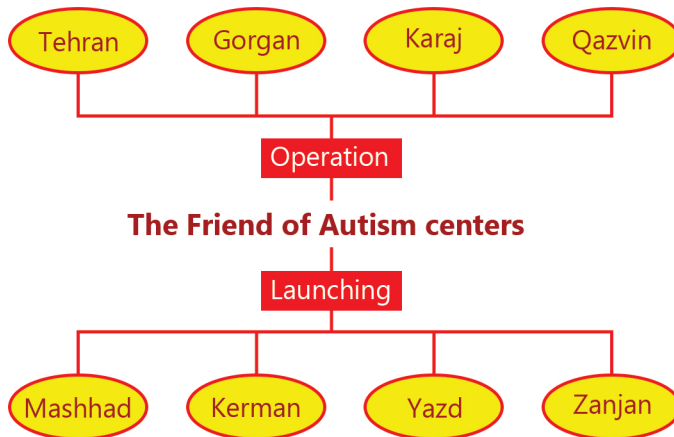 Tehran Gorgan Karaj Qazvin
Operation
The Friend of Autism centers
Launching
Mashhad Kerman Yazd Zanjan